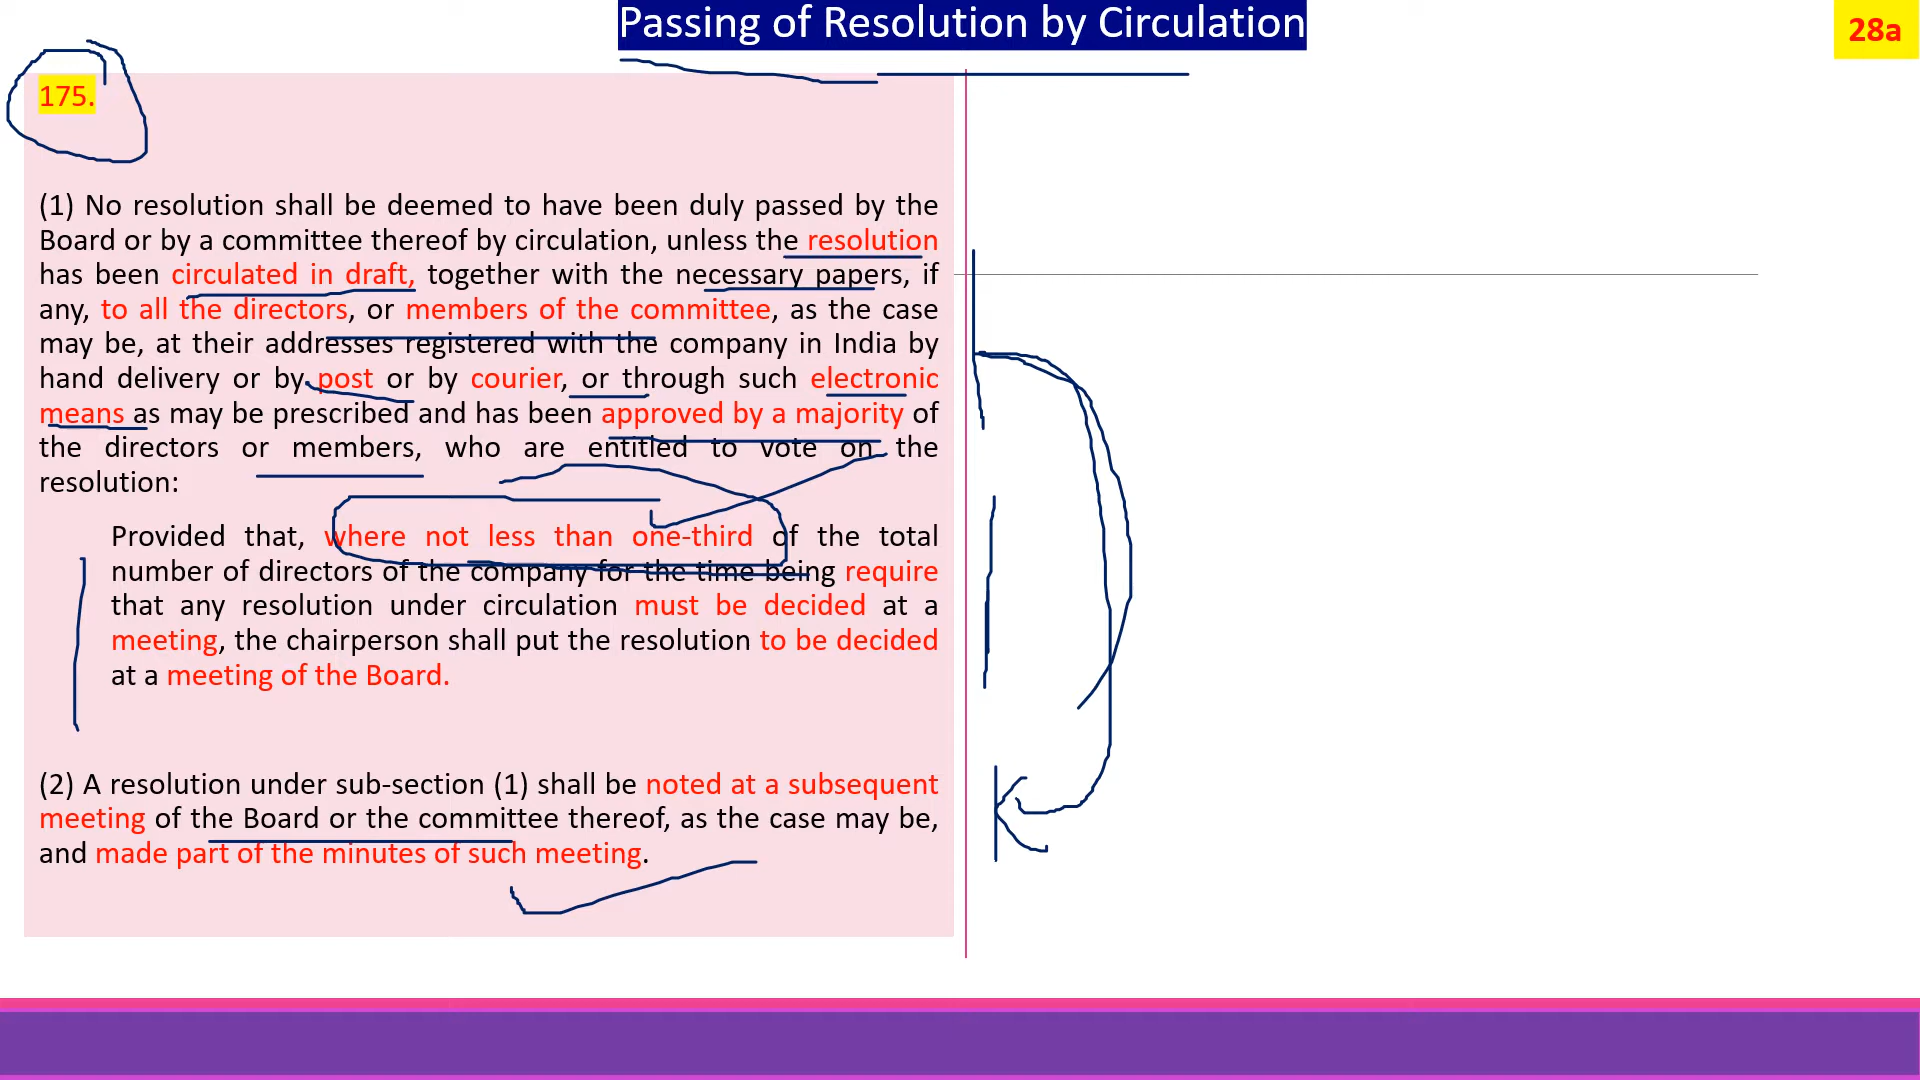 Passing of Resolution by Circulation
28a
175.
(1) No resolution shall be deemed to have been duly passed by the
Board or by a committee thereof by circulation, unless the resolution
has been circulated in draft, together with the necessary papers, if
any, to all the directors, or members of the committee, as the case
may be, at their addresses registered with the company in India by
hand delivery or by post or by courier, or through such electronic
means as may be prescribed and has been approved by a majority of
the directors or members, who are entitled to vote on the
resolution:
Provided that, where not less than one-third of the total
number of directors of the company for the time being require
that any resolution under circulation must be decided at a
meeting, the chairperson shall put the resolution to be decided
at a meeting of the Board.
(2) A resolution under sub-section (1) shall be noted at a subsequent
meeting of the Board or the committee thereof, as the case may be,
and made part of the minutes of such meeting.